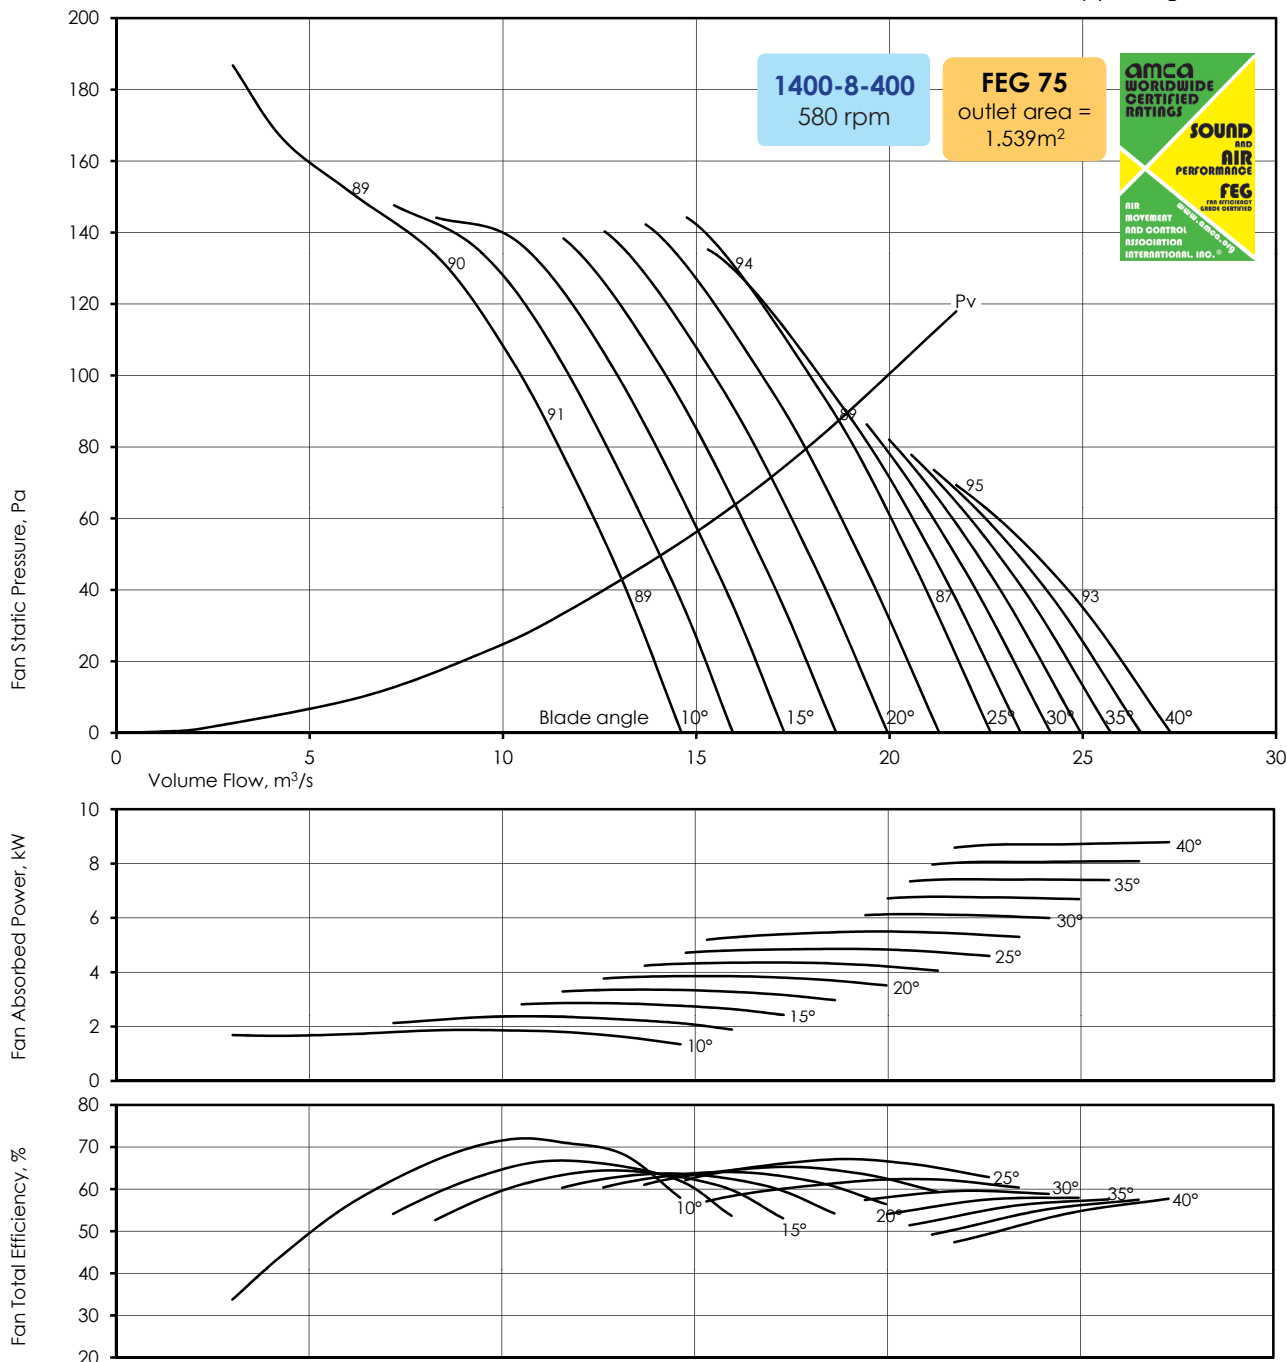 200
180
160
140
120
100
80
60
40
20
0
Fan Static Pressure, Pa
1400-8-400
580 rpm
FEG 75
outlet area =
1.539m²
amca
WORLDWIDE
CERTIFIED
RATINGS
SOUND
AND
AIR
PERFORMANCE
FEG
FAN EFFICIENCY
GRADE CERTIFIED
www.amca.org
AIR
MOVEMENT
AND CONTROL
ASSOCIATION
INTERNATIONAL, INC.®
89
90
91
89
94
Pv
89
95
87
93
Blade angle 10° 15° 20° 25° 30° 35° 40°
0 5 10 15 20 25 30
Volume Flow, m³/s
10
8
6
4
2
0
Fan Absorbed Power, kW
40°
35°
30°
25°
20°
15°
10°
80
70
60
50
40
30
20
Fan Total Efficiency, %
10°
15°
20°
25°
30°
35°
40°